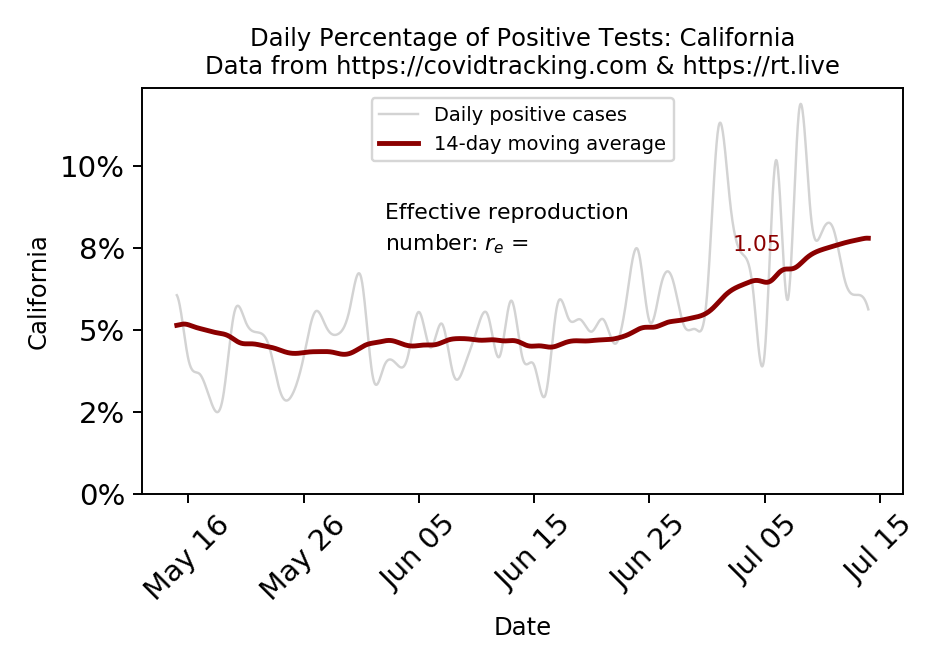 Daily Percentage of Positive Tests: California
Data from https://covidtracking.com & https://rt.live
Daily positive cases
14-day moving average
Effective reproduction
number: rₑ =
1.05
10%
8%
5%
2%
0%
California
May 16
May 26
Jun 05
Jun 15
Jun 25
Jul 05
Jul 15
Date